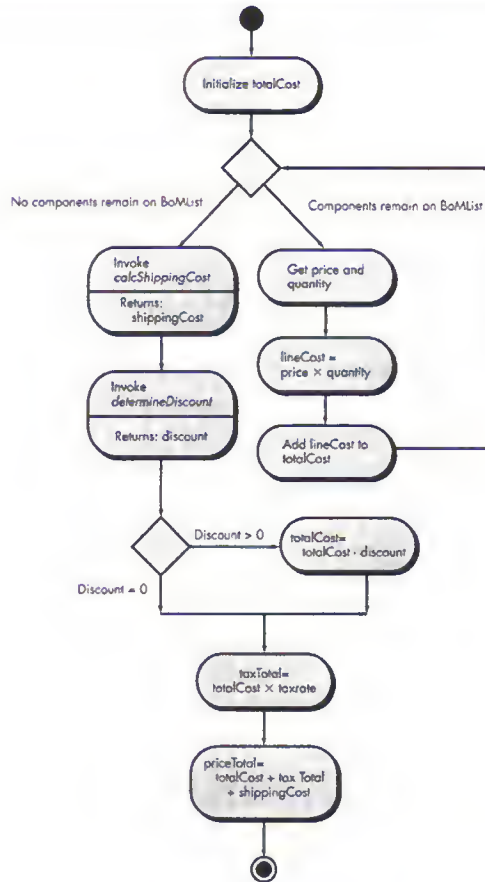 Initialize totalCost
No components remain on BoMList
Components remain on BoMList
Invoke
calcShippingCost
Returns:
shippingCost
Get price and
quantity
Invoke
determineDiscount
Returns: discount
lineCost =
price × quantity
Add lineCost to
totalCost
Discount > 0
totalCost=
totalCost - discount
Discount = 0
taxTotal=
totalCost × taxrate
priceTotal=
totalCost + tax Total
+ shippingCost